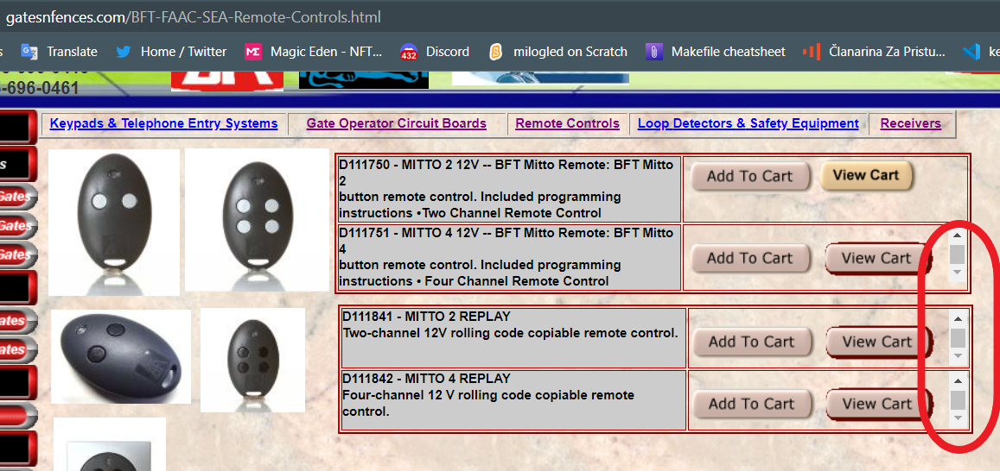 gatesnfences.com/BFT-FAAC-SEA-Remote-Controls.html
Translate Home / Twitter Magic Eden - NFT... 432 Discord milogled on Scratch Makefile cheatsheet Članarina Za Pristu... ke
-696-0461
Keypads & Telephone Entry Systems Gate Operator Circuit Boards Remote Controls Loop Detectors & Safety Equipment Receivers
D111750 - MITTO 2 12V -- BFT Mitto Remote: BFT Mitto
2
button remote control. Included programming
instructions •Two Channel Remote Control
Add To Cart View Cart
D111751 - MITTO 4 12V -- BFT Mitto Remote: BFT Mitto
4
button remote control. Included programming
instructions • Four Channel Remote Control
Add To Cart View Cart
D111841 - MITTO 2 REPLAY
Two-channel 12V rolling code copiable remote control.
Add To Cart View Cart
D111842 - MITTO 4 REPLAY
Four-channel 12 V rolling code copiable remote
control.
Add To Cart View Cart
s
Gates
Gates
Gates
ates
ates